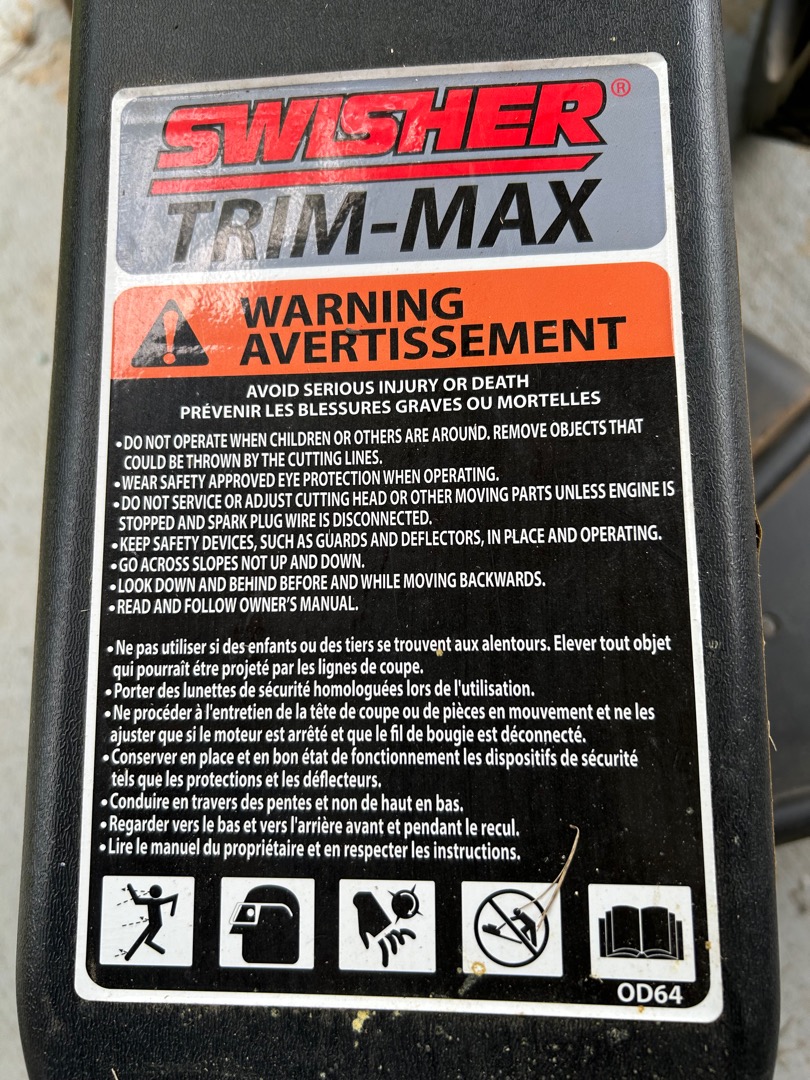 SWISHER®
TRIM-MAX
WARNING
AVERTISSEMENT
AVOID SERIOUS INJURY OR DEATH
PRÉVENIR LES BLESSURES GRAVES OU MORTELLES
• DO NOT OPERATE WHEN CHILDREN OR OTHERS ARE AROUND. REMOVE OBJECTS THAT
COULD BE THROWN BY THE CUTTING LINES.
• WEAR SAFETY APPROVED EYE PROTECTION WHEN OPERATING.
• DO NOT SERVICE OR ADJUST CUTTING HEAD OR OTHER MOVING PARTS UNLESS ENGINE IS
STOPPED AND SPARK PLUG WIRE IS DISCONNECTED.
• KEEP SAFETY DEVICES, SUCH AS GUARDS AND DEFLECTORS, IN PLACE AND OPERATING.
• GO ACROSS SLOPES NOT UP AND DOWN.
• LOOK DOWN AND BEHIND BEFORE AND WHILE MOVING BACKWARDS.
• READ AND FOLLOW OWNER'S MANUAL.
• Ne pas utiliser si des enfants ou des tiers se trouvent aux alentours. Elever tout objet
qui pourraît étre projeté par les lignes de coupe.
• Porter des lunettes de sécurité homologuées lors de l'utilisation.
• Ne procéder à l'entretien de la tête de coupe ou de pièces en mouvement et ne les
ajuster que si le moteur est arrêté et que le fil de bougie est déconnecté.
• Conserver en place et en bon état de fonctionnement les dispositifs de sécurité
tels que les protections et les déflecteurs.
• Conduire en travers des pentes et non de haut en bas.
• Regarder vers le bas et vers l'arrière avant et pendant le recul.
• Lire le manuel du propriétaire et en respecter les instructions.
OD64